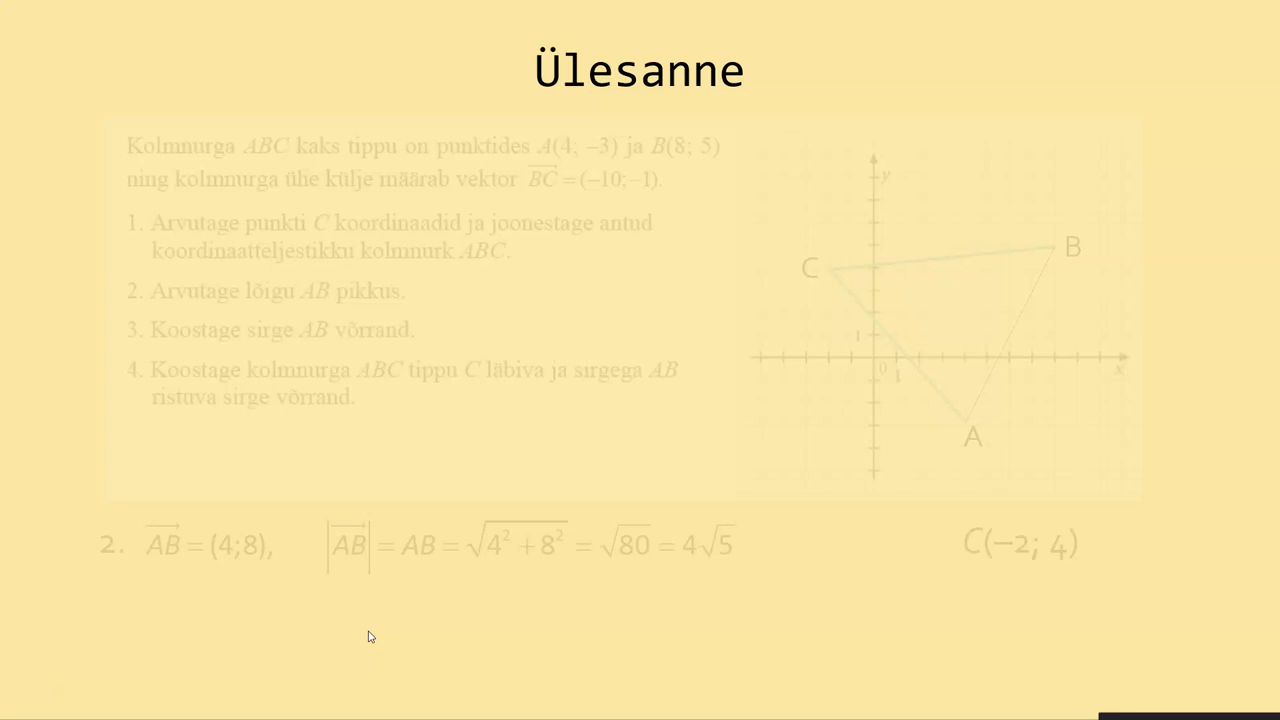 Ülesanne
Kolmnurga ABC kaks tippu on punktides A(4; –3) ja B(8; 5)
ning kolmnurga ühe külje määrab vektor BC = (–10; –1).
1. Arvutage punkti C koordinaadid ja joonestage antud
koordinaatteljestikku kolmnurk ABC.
2. Arvutage lõigu AB pikkus.
3. Koostage sirge AB võrrand.
4. Koostage kolmnurga ABC tippu C läbiva ja sirgega AB
ristuva sirge võrrand.
y
B
C
1
0
1
x
A
2. AB = (4;8), |AB| = AB = √(4² + 8²) = √80 = 4√5
C(–2; 4)